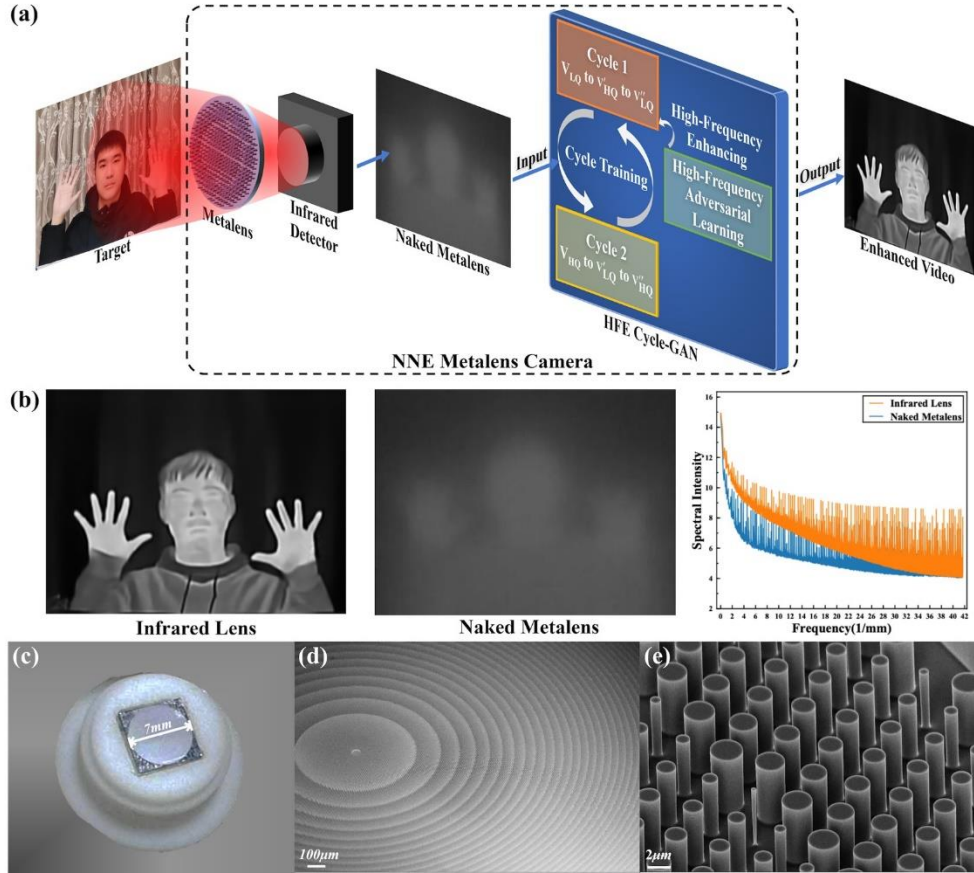 (a)
Target
Metalens
Infrared
Detector
Naked Metalens
Input
Cycle 1
V_LQ to V'_HQ to V''_LQ
High-Frequency
Enhancing
Cycle Training
High-Frequency
Adversarial
Learning
Cycle 2
V_HQ to V'_LQ to V''_HQ
HFE Cycle-GAN
Output
Enhanced Video
NNE Metalens Camera
(b)
Infrared Lens
Naked Metalens
Infrared Lens
Naked Metalens
Spectral Intensity
16
14
12
10
8
6
4
2
0 1 2 4 6 8 10 12 14 16 18 20 22 24 26 28 30 32 34 36 38 40 42
Frequency(1/mm)
(c)
7mm
(d)
100μm
(e)
2μm